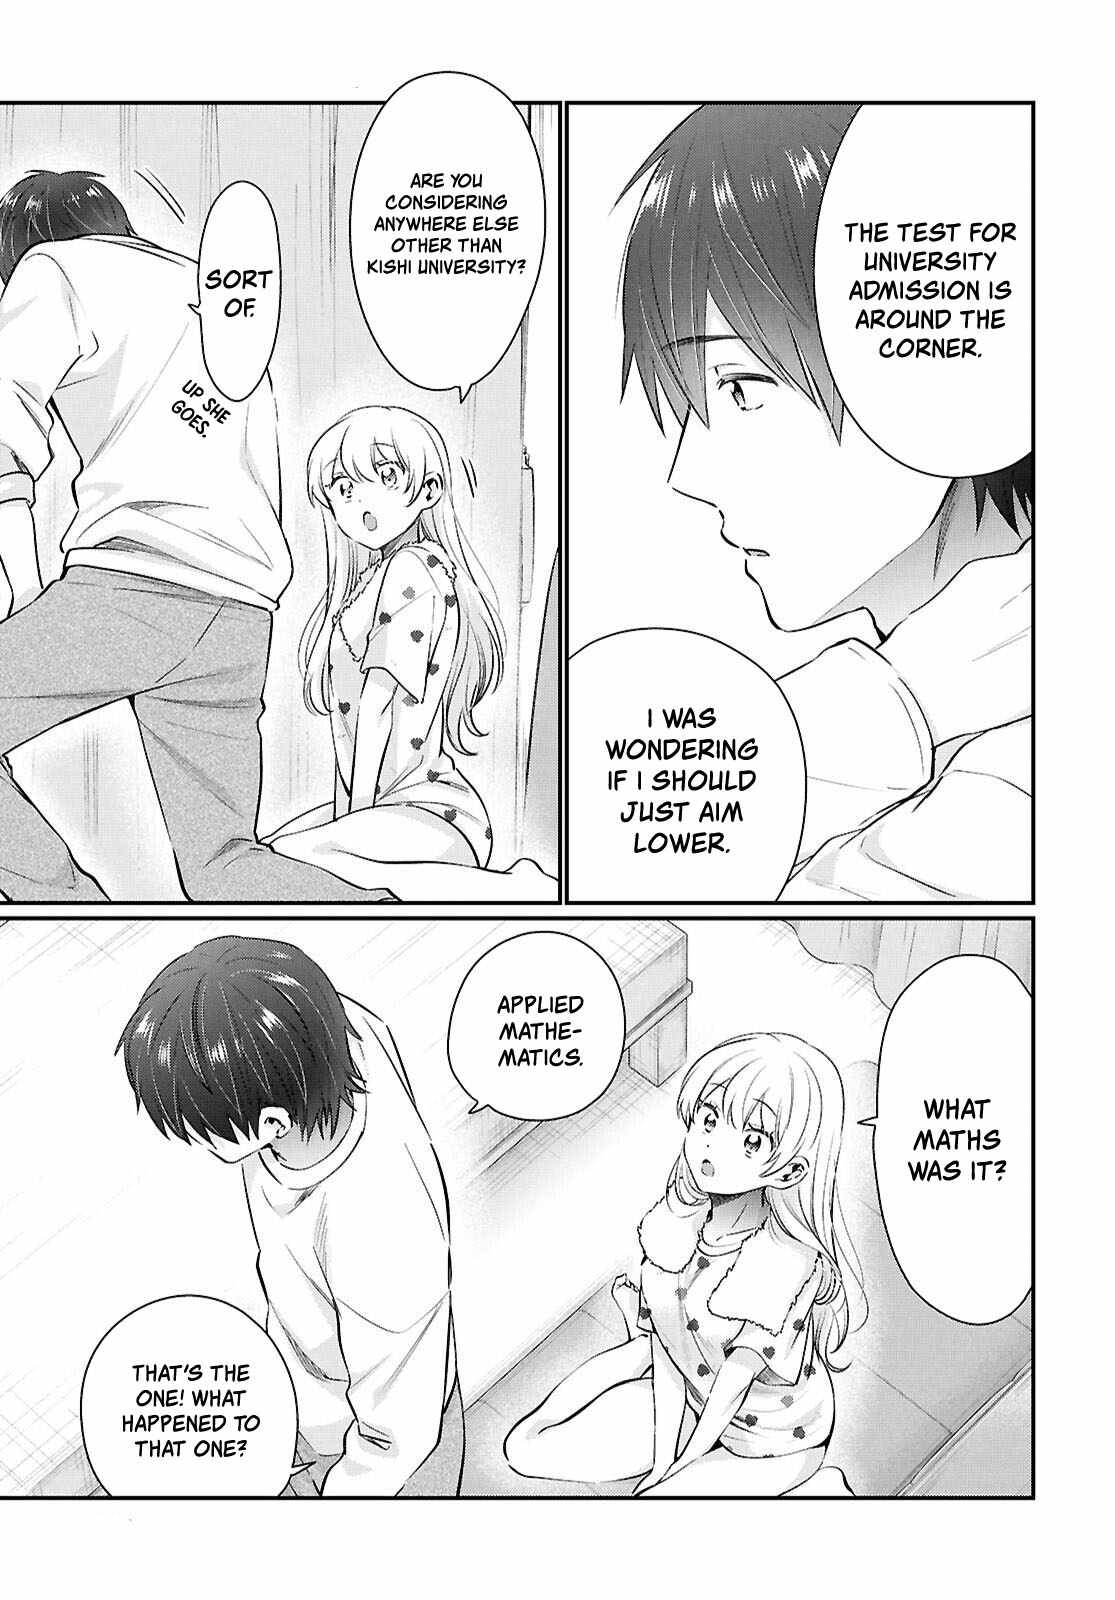 THE TEST FOR
UNIVERSITY
ADMISSION IS
AROUND THE
CORNER.
I WAS
WONDERING
IF I SHOULD
JUST AIM
LOWER.
ARE YOU
CONSIDERING
ANYWHERE ELSE
OTHER THAN
KISHI UNIVERSITY?
SORT
OF.
UP SHE
GOES.
WHAT
MATHS
WAS IT?
APPLIED
MATHE-
MATICS.
THAT'S THE
ONE! WHAT
HAPPENED TO
THAT ONE?